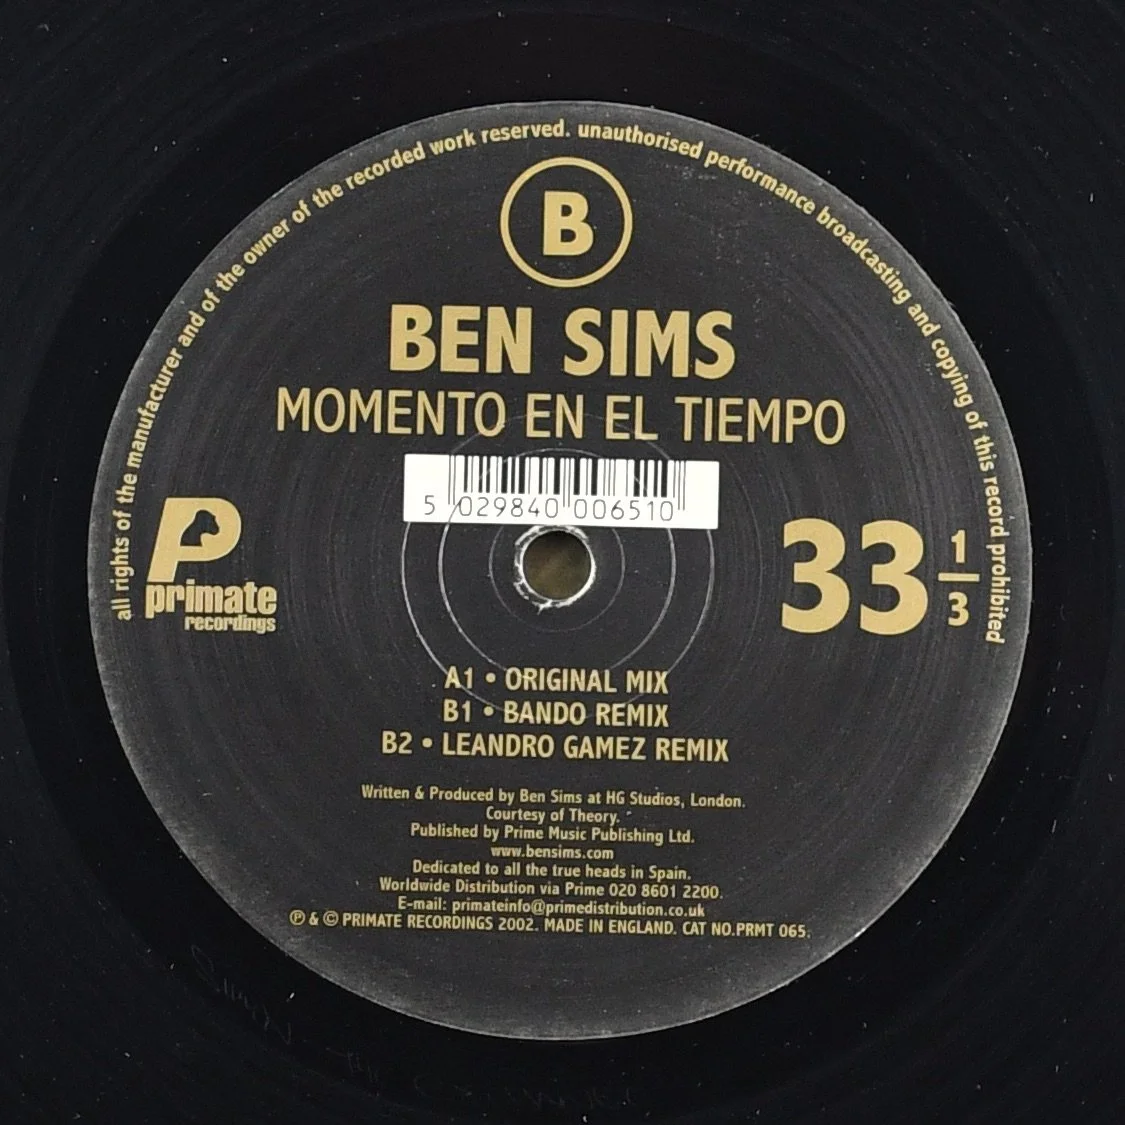 all rights of the manufacturer and of the owner of the recorded work reserved. unauthorised performance broadcasting and copying of this record prohibited
B
BEN SIMS
MOMENTO EN EL TIEMPO
5 029840 006510
P
primate
recordings
33 1/3
A1 • ORIGINAL MIX
B1 • BANDO REMIX
B2 • LEANDRO GAMEZ REMIX
Written & Produced by Ben Sims at HG Studios, London.
Courtesy of Theory.
Published by Prime Music Publishing Ltd.
www.bensims.com
Dedicated to all the true heads in Spain.
Worldwide Distribution via Prime 020 8601 2200.
E-mail: primateinfo@primedistribution.co.uk
℗ & © PRIMATE RECORDINGS 2002. MADE IN ENGLAND. CAT NO.PRMT 065.